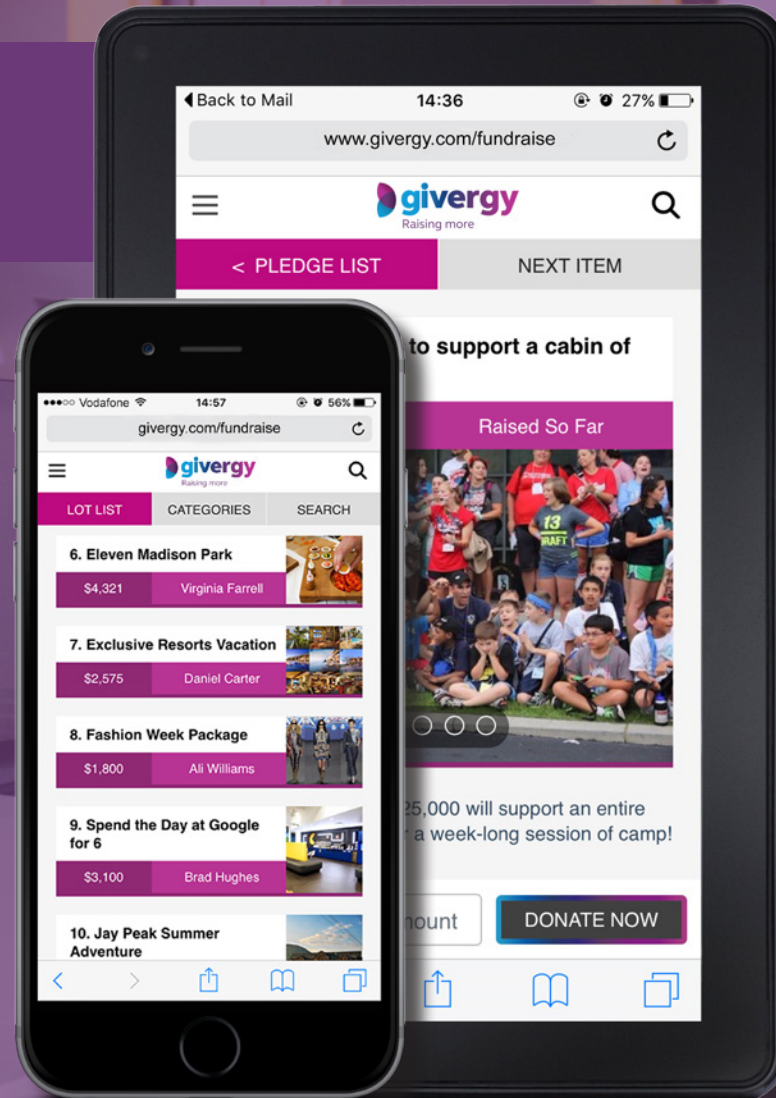 Back to Mail 14:36 27%
www.givergy.com/fundraise
givergy
Raising more
< PLEDGE LIST NEXT ITEM
to support a cabin of
Raised So Far
13
DRAFT
25,000 will support an entire
a week-long session of camp!
DONATE NOW
Vodafone 14:57 56%
givergy.com/fundraise
givergy
Raising more
LOT LIST CATEGORIES SEARCH
6. Eleven Madison Park
$4,321 Virginia Farrell
7. Exclusive Resorts Vacation
$2,575 Daniel Carter
8. Fashion Week Package
$1,800 Ali Williams
9. Spend the Day at Google
for 6
$3,100 Brad Hughes
10. Jay Peak Summer
Adventure